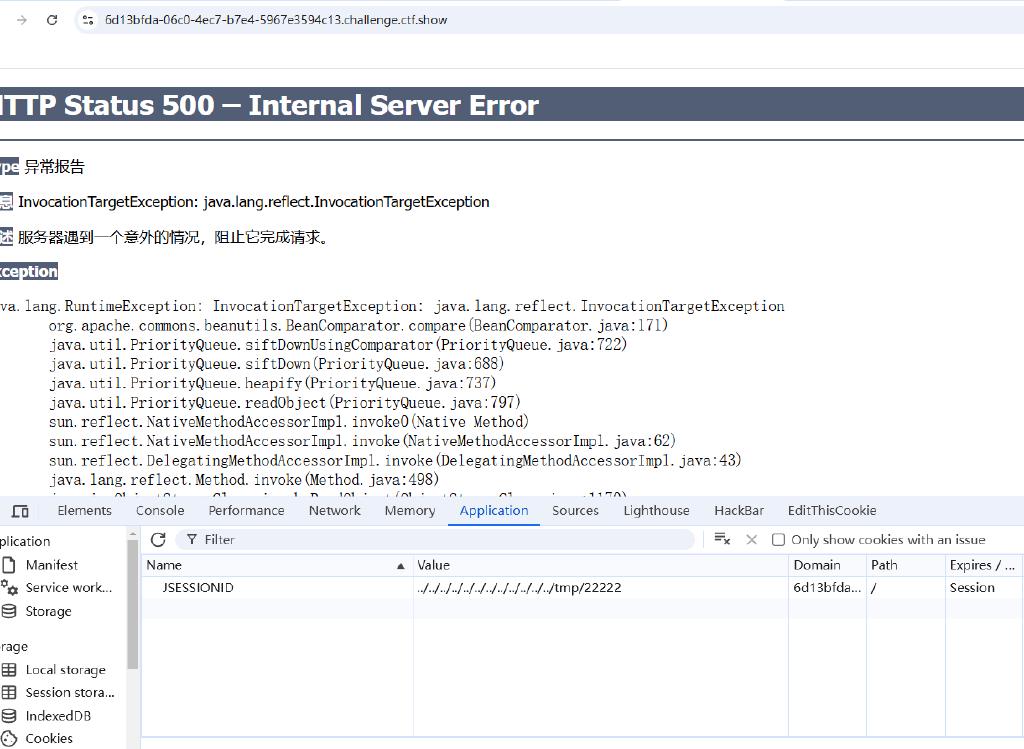 6d13bfda-06c0-4ec7-b7e4-5967e3594c13.challenge.ctf.show
HTTP Status 500 – Internal Server Error
ype 异常报告
息 InvocationTargetException: java.lang.reflect.InvocationTargetException
述 服务器遇到一个意外的情况，阻止它完成请求。
xception
va.lang.RuntimeException: InvocationTargetException: java.lang.reflect.InvocationTargetException
org.apache.commons.beanutils.BeanComparator.compare(BeanComparator.java:171)
java.util.PriorityQueue.siftDownUsingComparator(PriorityQueue.java:722)
java.util.PriorityQueue.siftDown(PriorityQueue.java:688)
java.util.PriorityQueue.heapify(PriorityQueue.java:737)
java.util.PriorityQueue.readObject(PriorityQueue.java:797)
sun.reflect.NativeMethodAccessorImpl.invoke0(Native Method)
sun.reflect.NativeMethodAccessorImpl.invoke(NativeMethodAccessorImpl.java:62)
sun.reflect.DelegatingMethodAccessorImpl.invoke(DelegatingMethodAccessorImpl.java:43)
java.lang.reflect.Method.invoke(Method.java:498)
Elements Console Performance Network Memory Application Sources Lighthouse HackBar EditThisCookie
plication
Filter
Only show cookies with an issue
Manifest
Service work...
Storage
rage
Local storage
Session stora...
IndexedDB
Cookies
Name Value Domain Path Expires / ...
JSESSIONID ../../../../../../../../../../../../tmp/22222 6d13bfda... / Session